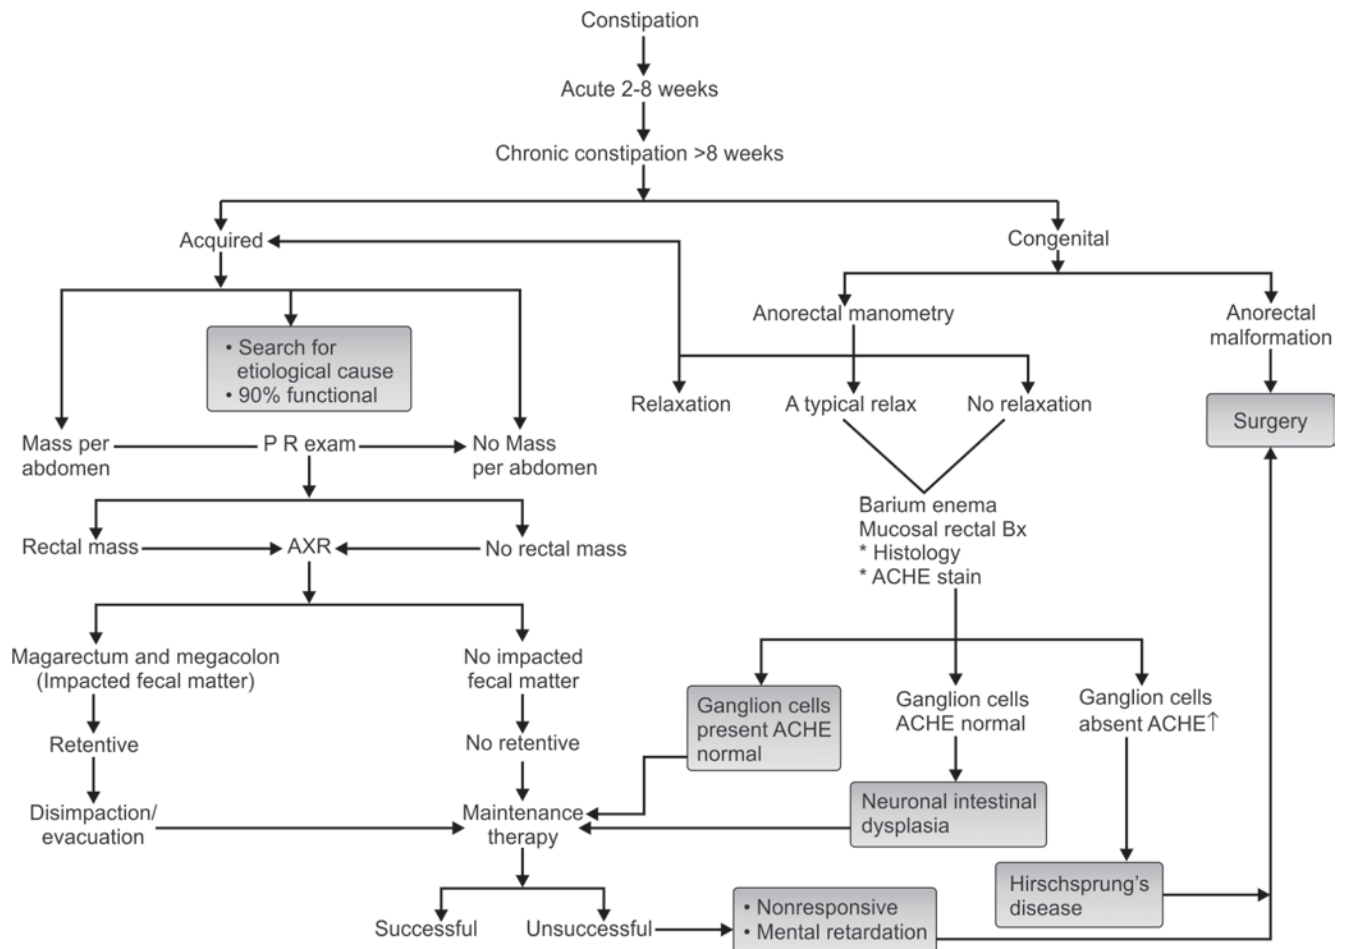 Constipation
Acute 2-8 weeks
Chronic constipation >8 weeks
Acquired
Congenital
Anorectal manometry
Anorectal
malformation
• Search for
etiological cause
• 90% functional
Relaxation
A typical relax
No relaxation
Surgery
Mass per
abdomen
P R exam
No Mass
per abdomen
Barium enema
Mucosal rectal Bx
* Histology
* ACHE stain
Rectal mass
AXR
No rectal mass
Magarectum and megacolon
(Impacted fecal matter)
No impacted
fecal matter
Ganglion cells
present ACHE
normal
Ganglion cells
ACHE normal
Ganglion cells
absent ACHE↑
Retentive
No retentive
Neuronal intestinal
dysplasia
Disimpaction/
evacuation
Maintenance
therapy
Hirschsprung's
disease
Successful
Unsuccessful
• Nonresponsive
• Mental retardation